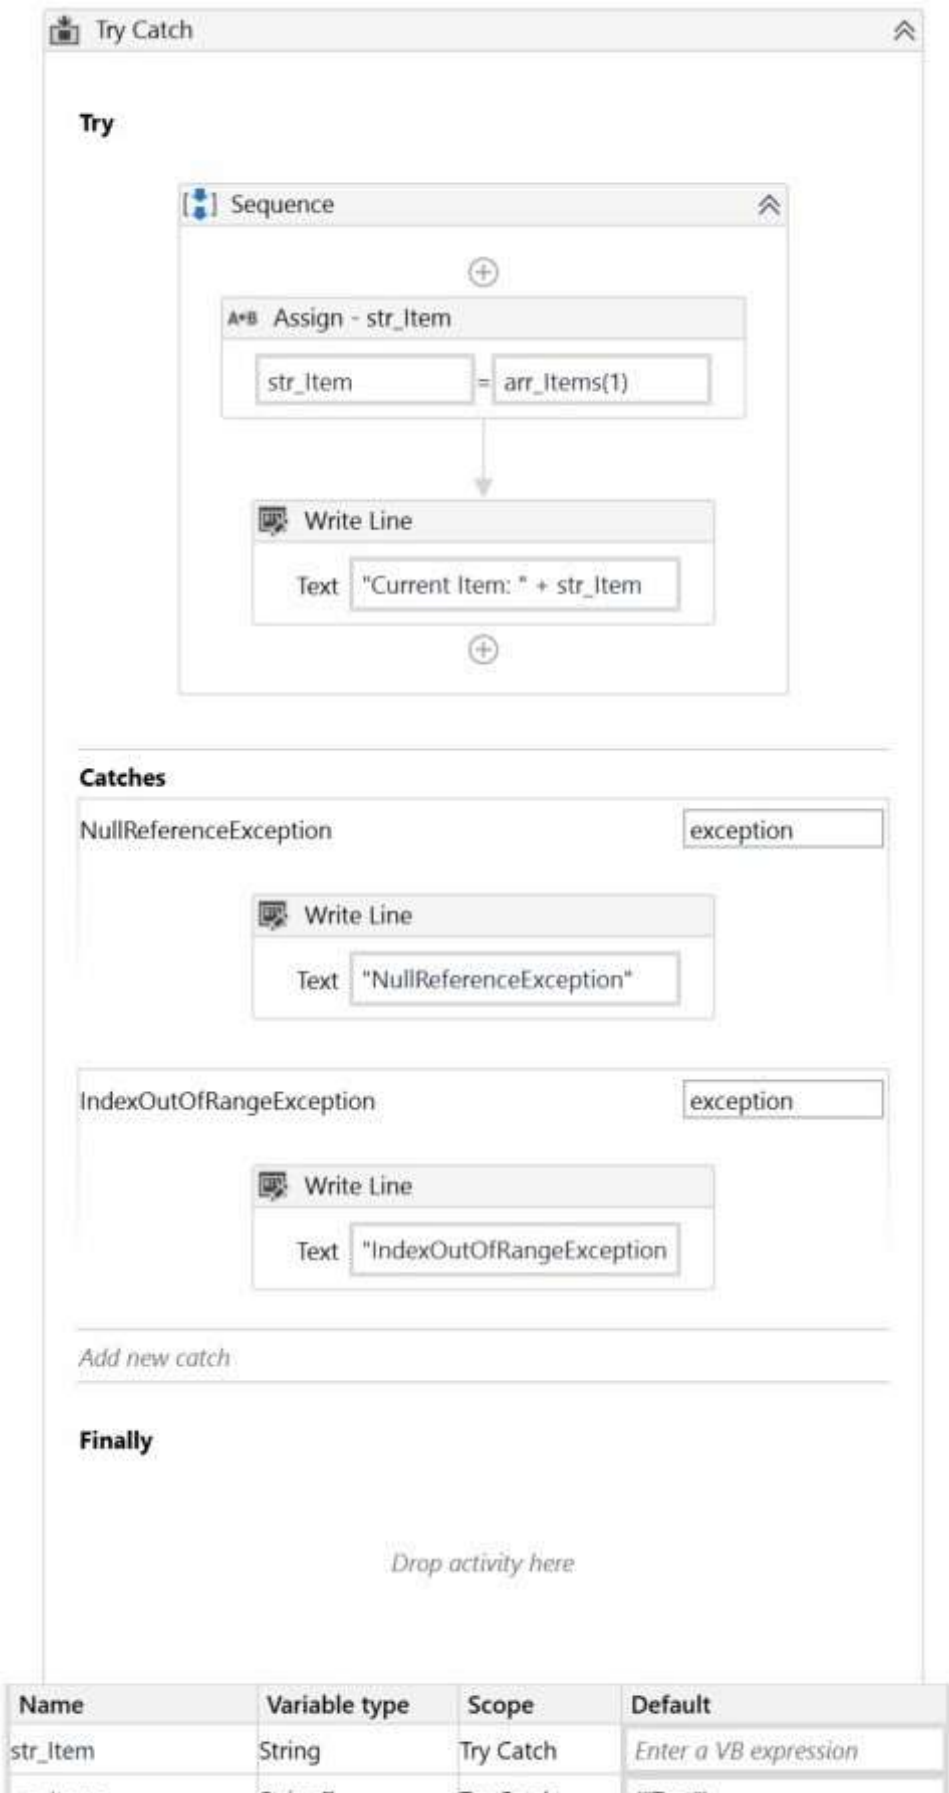 Try Catch
Try
Sequence
A*B Assign - str_Item
str_Item = arr_Items(1)
Write Line
Text "Current Item: " + str_Item
Catches
NullReferenceException exception
Write Line
Text "NullReferenceException"
IndexOutOfRangeException exception
Write Line
Text "IndexOutOfRangeException
Add new catch
Finally
Drop activity here
Name Variable type Scope Default
str_Item String Try Catch Enter a VB expression